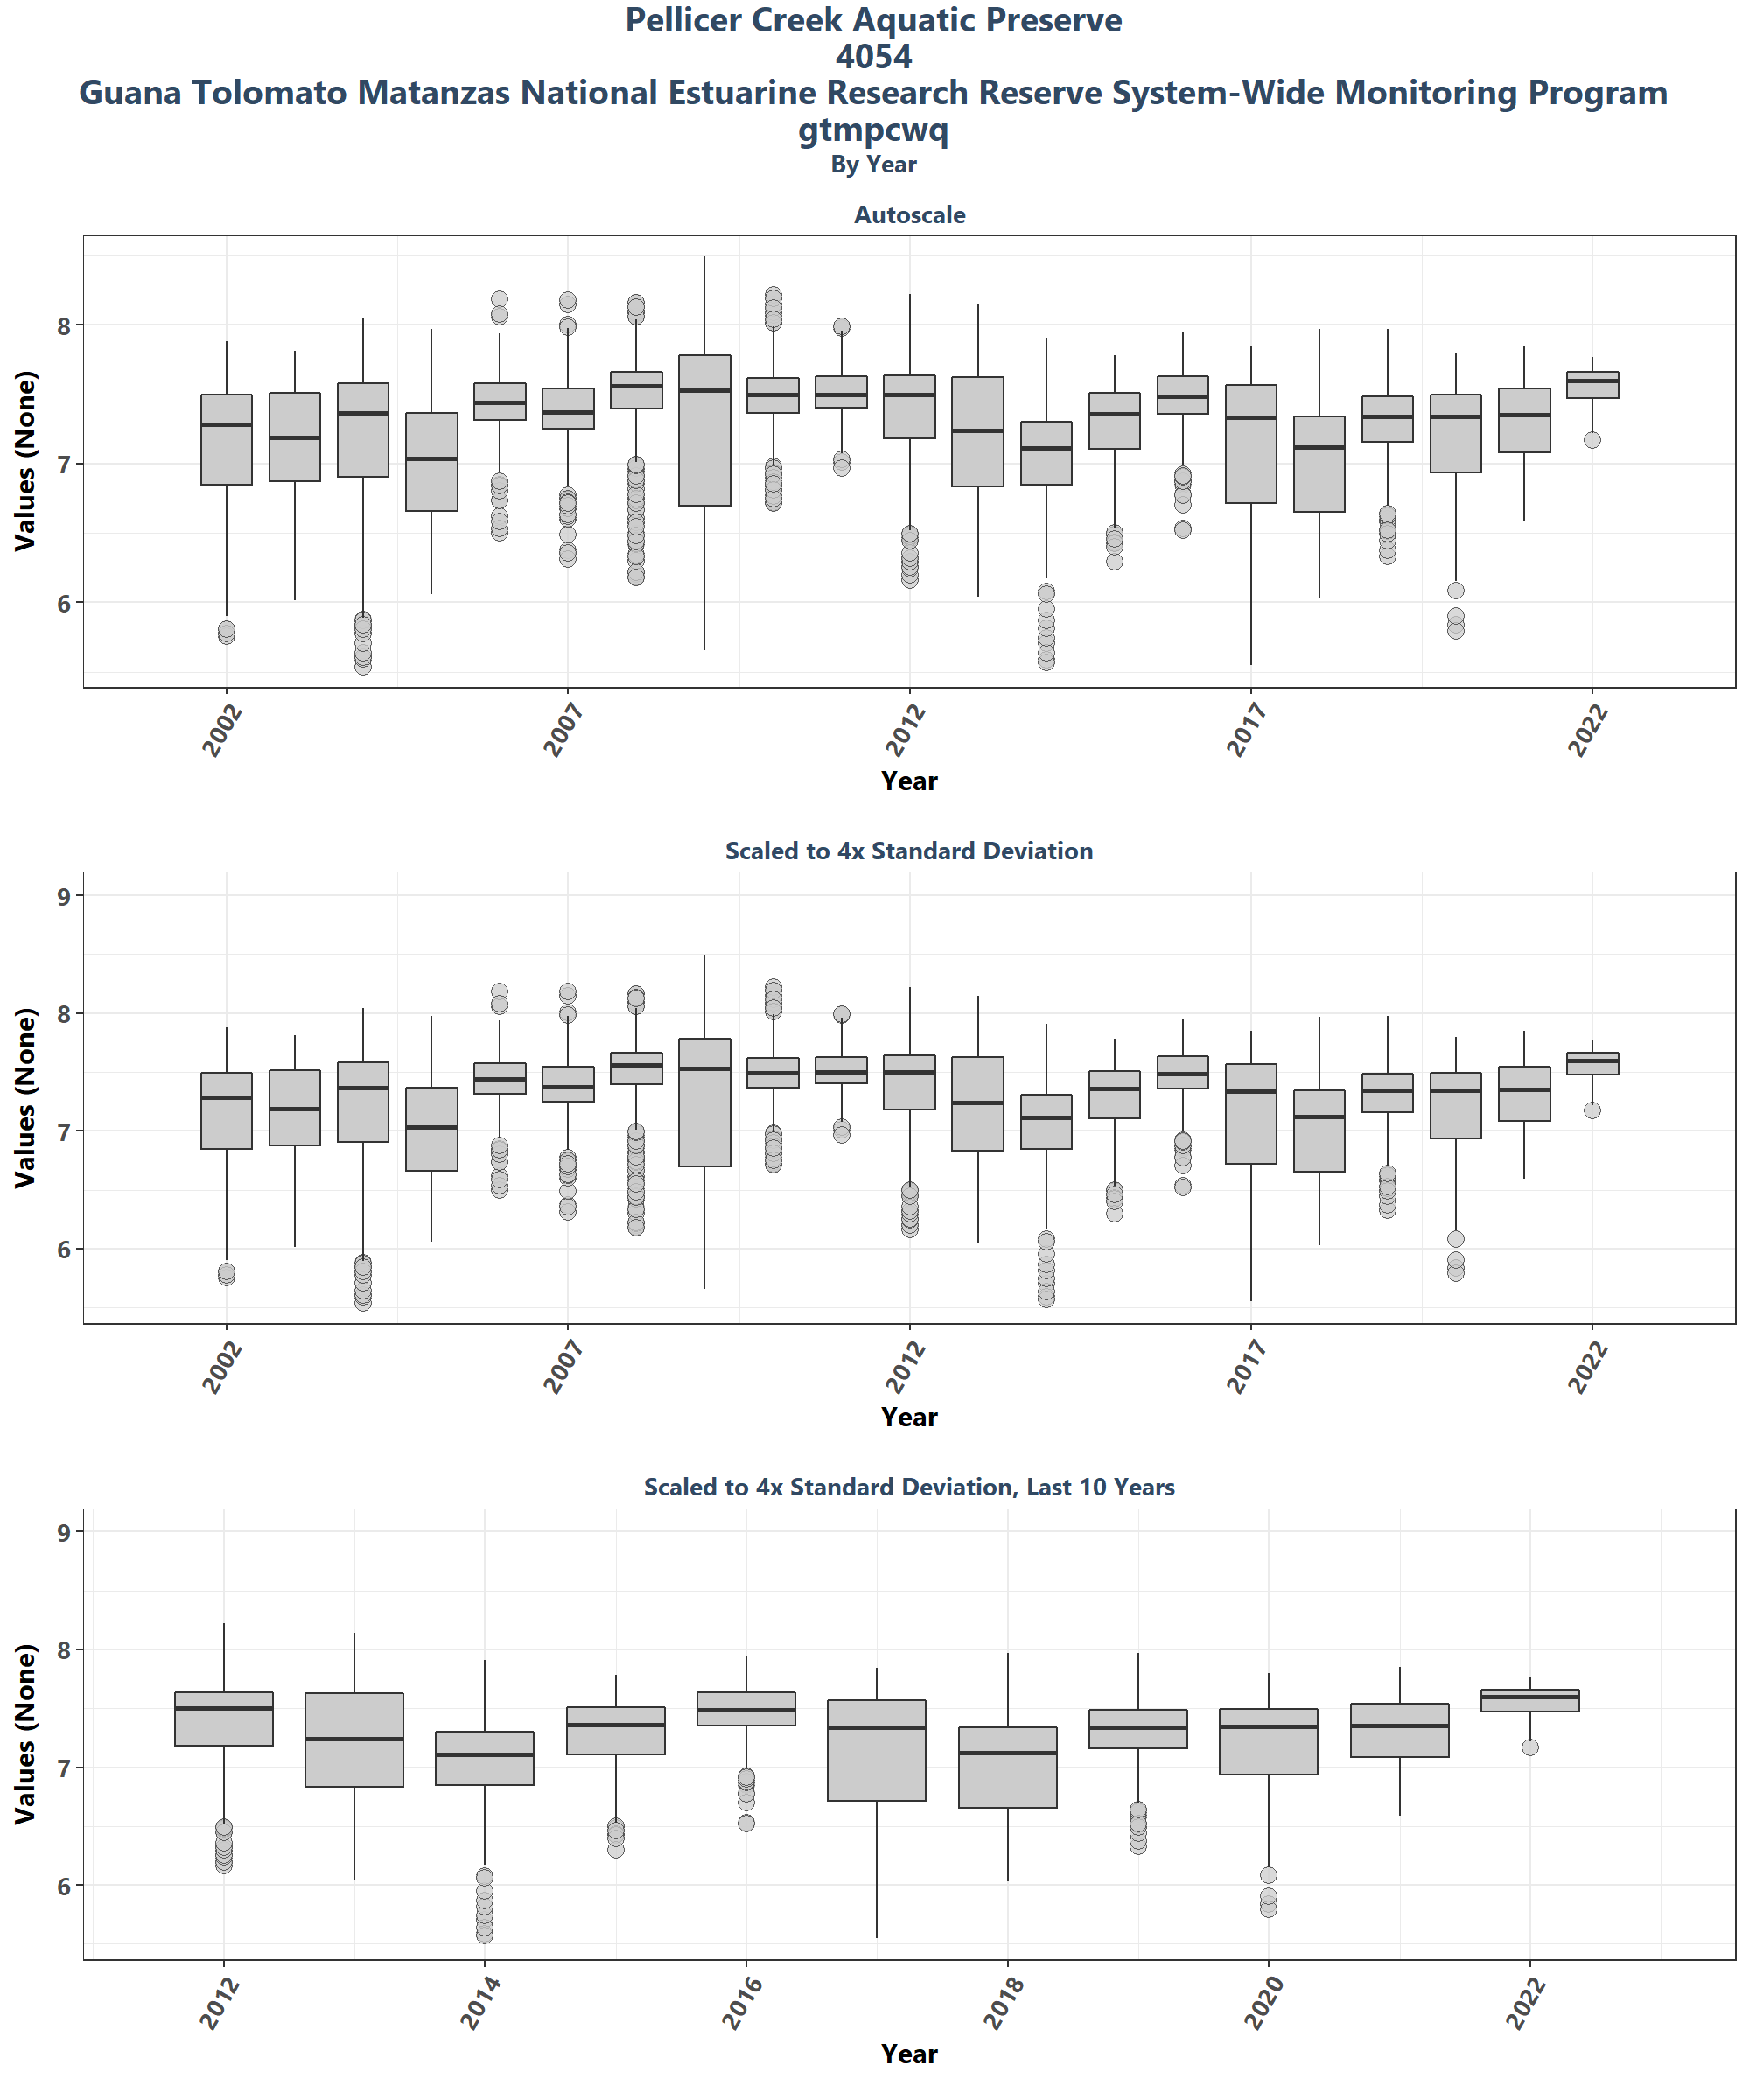 Pellicer Creek Aquatic Preserve
4054
Guana Tolomato Matanzas National Estuarine Research Reserve System-Wide Monitoring Program
gtmpcwq
By Year
Autoscale
Values (None)
8
7
6
2002
2007
2012
2017
2022
Year
Scaled to 4x Standard Deviation
Values (None)
9
8
7
6
2002
2007
2012
2017
2022
Year
Scaled to 4x Standard Deviation, Last 10 Years
Values (None)
9
8
7
6
2012
2014
2016
2018
2020
2022
Year